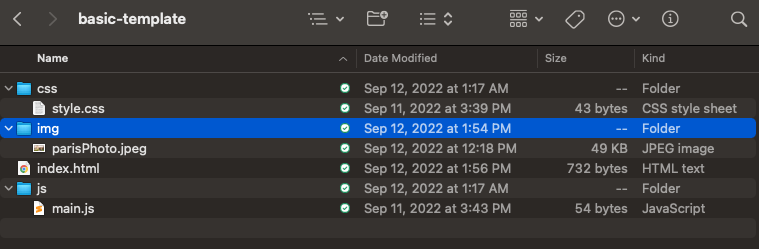 basic-template
Name Date Modified Size Kind
css Sep 12, 2022 at 1:17 AM -- Folder
style.css Sep 11, 2022 at 3:39 PM 43 bytes CSS style sheet
img Sep 12, 2022 at 1:54 PM -- Folder
parisPhoto.jpeg Sep 12, 2022 at 12:18 PM 49 KB JPEG image
index.html Sep 12, 2022 at 1:56 PM 732 bytes HTML text
js Sep 12, 2022 at 1:17 AM -- Folder
main.js Sep 11, 2022 at 3:43 PM 54 bytes JavaScript